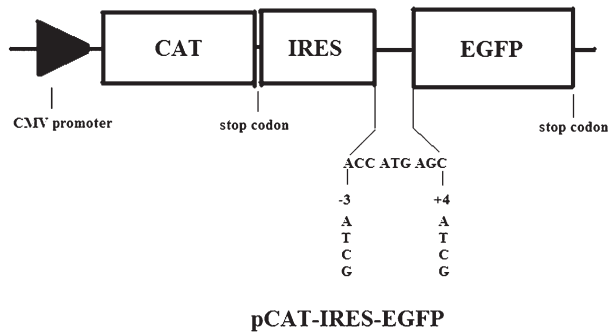 CAT IRES EGFP
CMV promoter
stop codon
stop codon
ACC ATG AGC
-3 +4
A A
T T
C C
G G
pCAT-IRES-EGFP